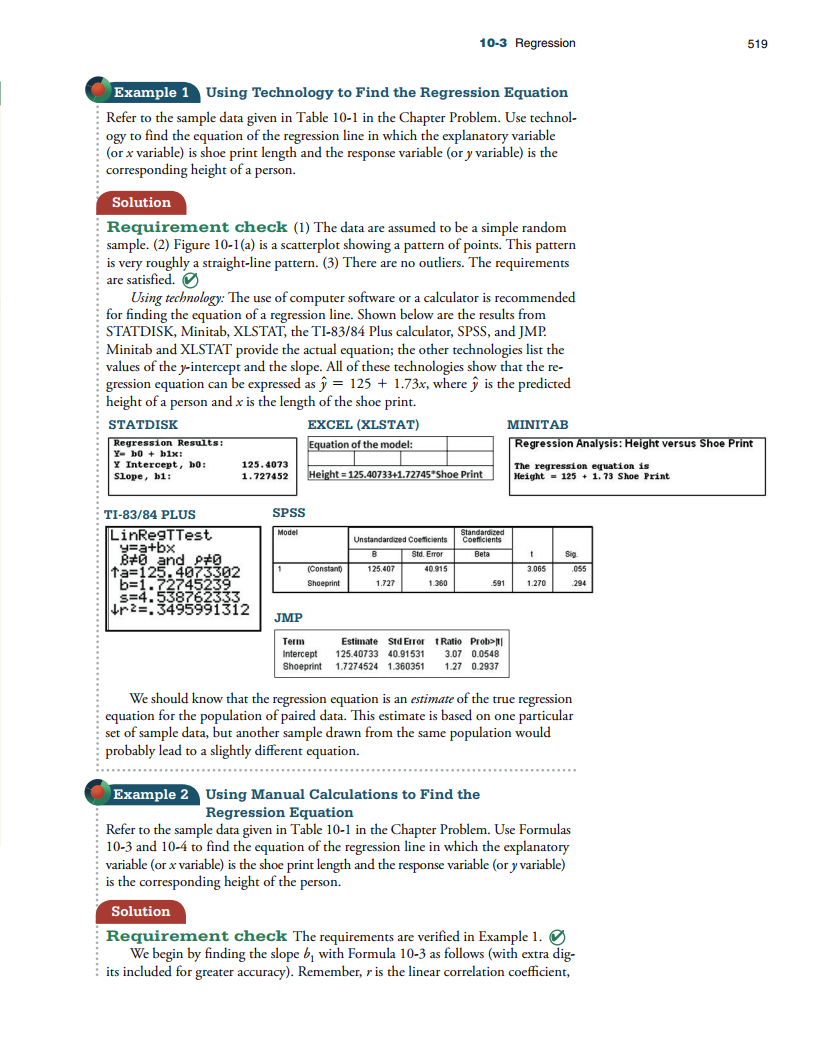 10-3 Regression 519
Example 1 Using Technology to Find the Regression Equation
Refer to the sample data given in Table 10-1 in the Chapter Problem. Use technol-
ogy to find the equation of the regression line in which the explanatory variable
(or x variable) is shoe print length and the response variable (or y variable) is the
corresponding height of a person.
Solution
Requirement check (1) The data are assumed to be a simple random
sample. (2) Figure 10-1(a) is a scatterplot showing a pattern of points. This pattern
is very roughly a straight-line pattern. (3) There are no outliers. The requirements
are satisfied.
Using technology: The use of computer software or a calculator is recommended
for finding the equation of a regression line. Shown below are the results from
STATDISK, Minitab, XLSTAT, the TI-83/84 Plus calculator, SPSS, and JMP.
Minitab and XLSTAT provide the actual equation; the other technologies list the
values of the y-intercept and the slope. All of these technologies show that the re-
gression equation can be expressed as ŷ = 125 + 1.73x, where ŷ is the predicted
height of a person and x is the length of the shoe print.
STATDISK
Regression Results:
Y= b0 + b1x:
Y Intercept, b0: 125.4073
Slope, b1: 1.727452
EXCEL (XLSTAT)
Equation of the model:
Height = 125.40733+1.72745*Shoe Print
MINITAB
Regression Analysis: Height versus Shoe Print
The regression equation is
Height = 125 + 1.73 Shoe Print
TI-83/84 PLUS
LinRegTTest
y=a+bx
β≠0 and ρ≠0
↑a=125.4073302
b=1.72745239
s=4.538762333
↓r²=.3495991312
SPSS
Model Unstandardized Coefficients Standardized Coefficients
B Std. Error Beta t Sig.
1 (Constant) 125.407 40.915 3.065 .055
Shoeprint 1.727 1.360 .591 1.270 .294
JMP
Term Estimate Std Error t Ratio Prob>|t|
Intercept 125.40733 40.91531 3.07 0.0548
Shoeprint 1.7274524 1.360351 1.27 0.2937
We should know that the regression equation is an estimate of the true regression
equation for the population of paired data. This estimate is based on one particular
set of sample data, but another sample drawn from the same population would
probably lead to a slightly different equation.
Example 2 Using Manual Calculations to Find the
Regression Equation
Refer to the sample data given in Table 10-1 in the Chapter Problem. Use Formulas
10-3 and 10-4 to find the equation of the regression line in which the explanatory
variable (or x variable) is the shoe print length and the response variable (or y variable)
is the corresponding height of the person.
Solution
Requirement check The requirements are verified in Example 1.
We begin by finding the slope b₁ with Formula 10-3 as follows (with extra dig-
its included for greater accuracy). Remember, r is the linear correlation coefficient,